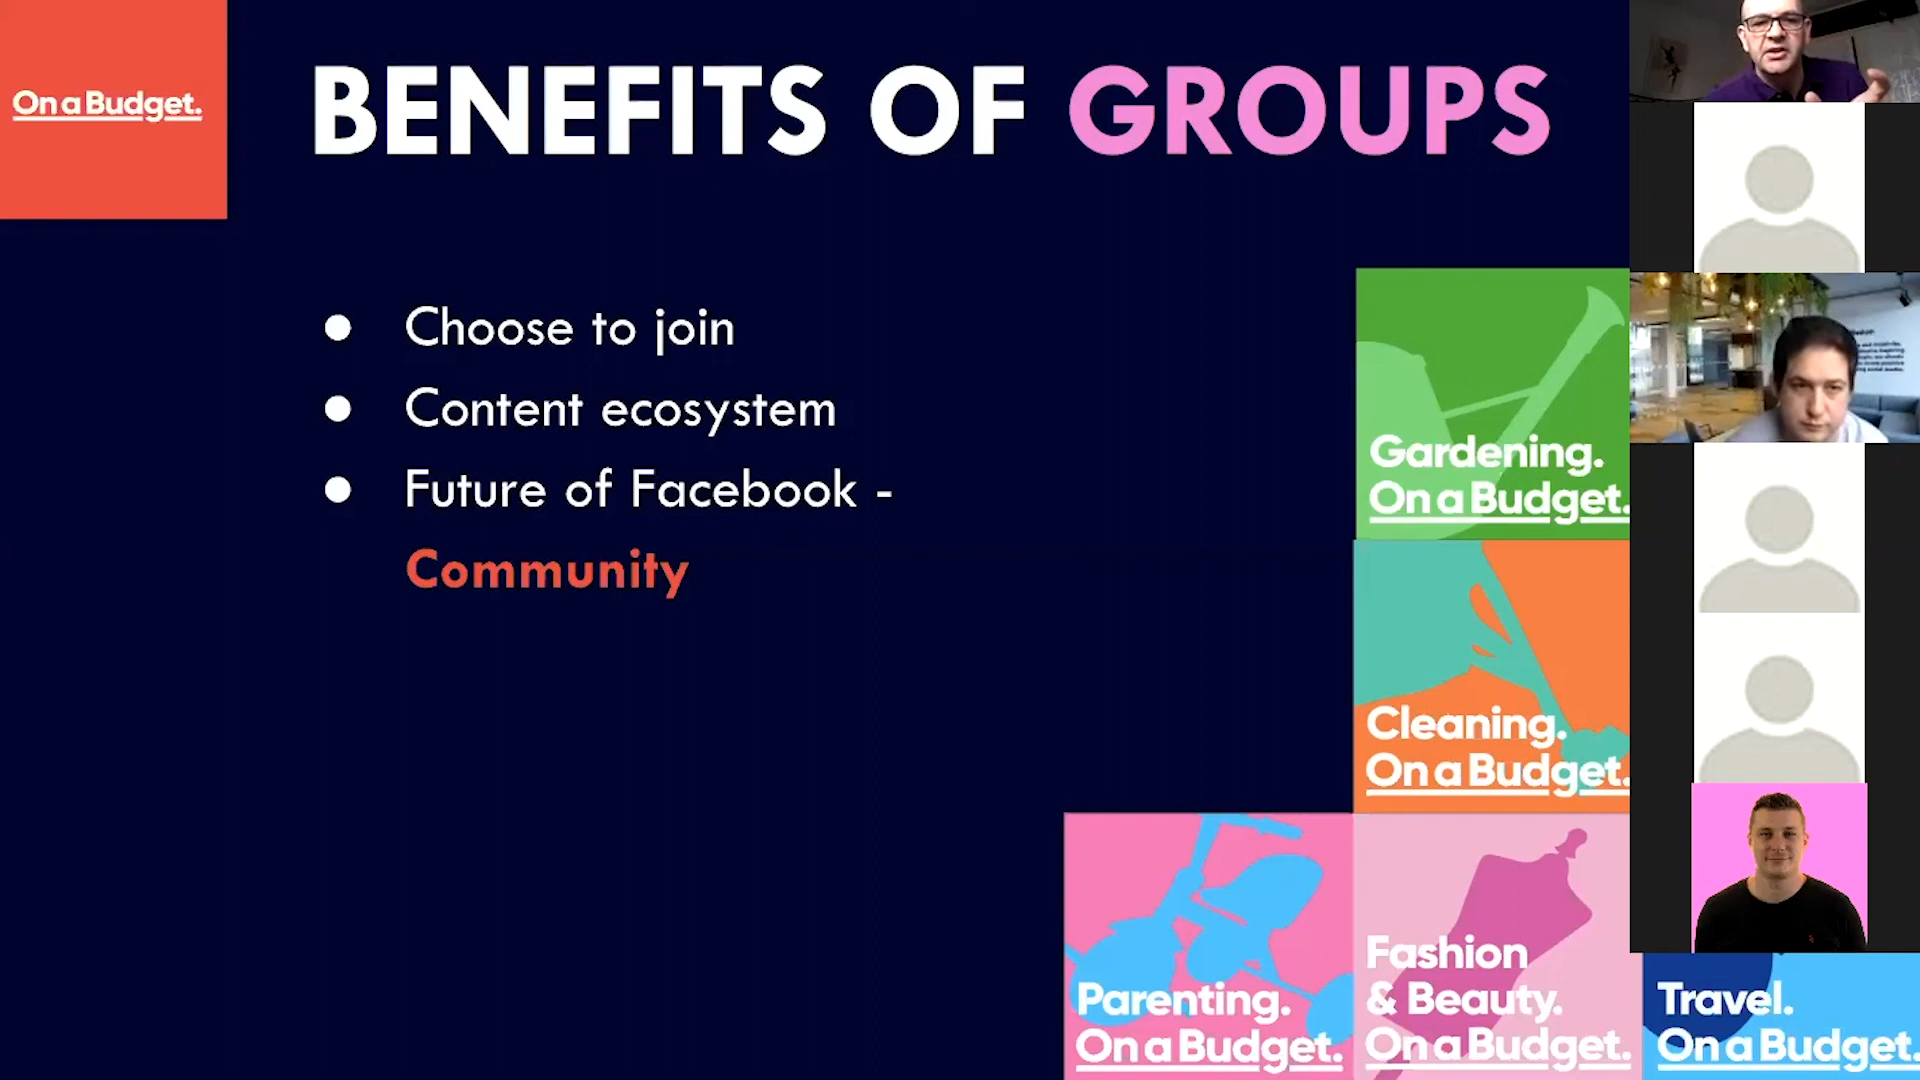 On a Budget.
BENEFITS OF GROUPS
Choose to join
Content ecosystem
Future of Facebook -
Community
Gardening.
On a Budget.
Cleaning.
On a Budget.
Parenting.
On a Budget.
Fashion
& Beauty.
On a Budget.
Travel.
On a Budget.